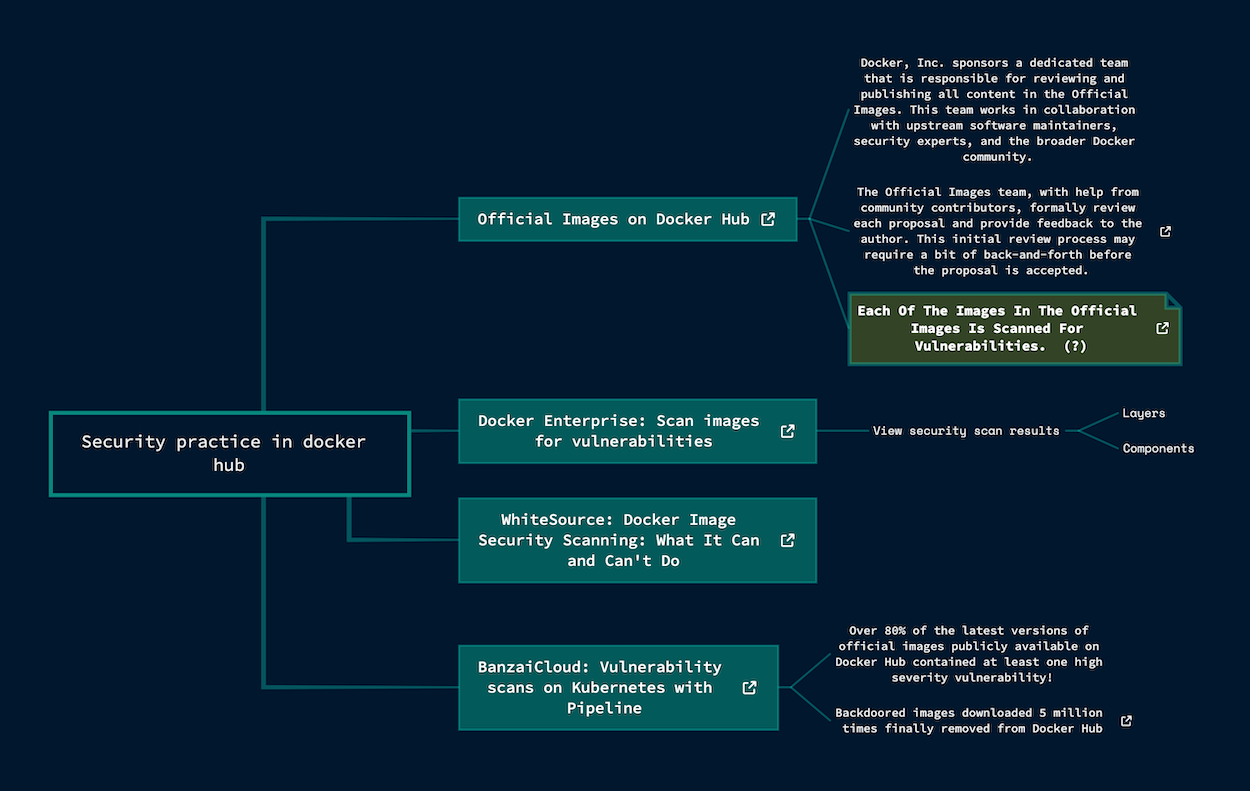 Security practice in docker
hub
Official Images on Docker Hub
Docker, Inc. sponsors a dedicated team
that is responsible for reviewing and
publishing all content in the Official
Images. This team works in collaboration
with upstream software maintainers,
security experts, and the broader Docker
community.
The Official Images team, with help from
community contributors, formally review
each proposal and provide feedback to the
author. This initial review process may
require a bit of back-and-forth before
the proposal is accepted.
Each Of The Images In The Official
Images Is Scanned For
Vulnerabilities.  (?)
Docker Enterprise: Scan images
for vulnerabilities
View security scan results
Layers
Components
WhiteSource: Docker Image
Security Scanning: What It Can
and Can't Do
BanzaiCloud: Vulnerability
scans on Kubernetes with
Pipeline
Over 80% of the latest versions of
official images publicly available on
Docker Hub contained at least one high
severity vulnerability!
Backdoored images downloaded 5 million
times finally removed from Docker Hub